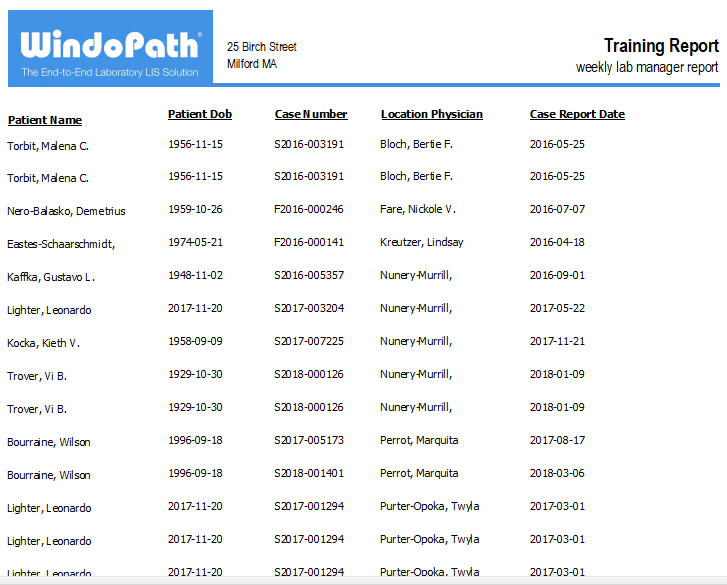 WindoPath®
The End-to-End Laboratory LIS Solution
25 Birch Street
Milford MA
Training Report
weekly lab manager report
Patient Name Patient Dob Case Number Location Physician Case Report Date
Torbit, Malena C. 1956-11-15 S2016-003191 Bloch, Bertie F. 2016-05-25
Torbit, Malena C. 1956-11-15 S2016-003191 Bloch, Bertie F. 2016-05-25
Nero-Balasko, Demetrius 1959-10-26 F2016-000246 Fare, Nickole V. 2016-07-07
Eastes-Schaarschmidt, 1974-05-21 F2016-000141 Kreutzer, Lindsay 2016-04-18
Kaffka, Gustavo L. 1948-11-02 S2016-005357 Nunery-Murrill, 2016-09-01
Lighter, Leonardo 2017-11-20 S2017-003204 Nunery-Murrill, 2017-05-22
Kocka, Kieth V. 1958-09-09 S2017-007225 Nunery-Murrill, 2017-11-21
Trover, Vi B. 1929-10-30 S2018-000126 Nunery-Murrill, 2018-01-09
Trover, Vi B. 1929-10-30 S2018-000126 Nunery-Murrill, 2018-01-09
Bourraine, Wilson 1996-09-18 S2017-005173 Perrot, Marquita 2017-08-17
Bourraine, Wilson 1996-09-18 S2018-001401 Perrot, Marquita 2018-03-06
Lighter, Leonardo 2017-11-20 S2017-001294 Purter-Opoka, Twyla 2017-03-01
Lighter, Leonardo 2017-11-20 S2017-001294 Purter-Opoka, Twyla 2017-03-01
Lighter, Leonardo 2017-11-20 S2017-001294 Purter-Opoka, Twyla 2017-03-01